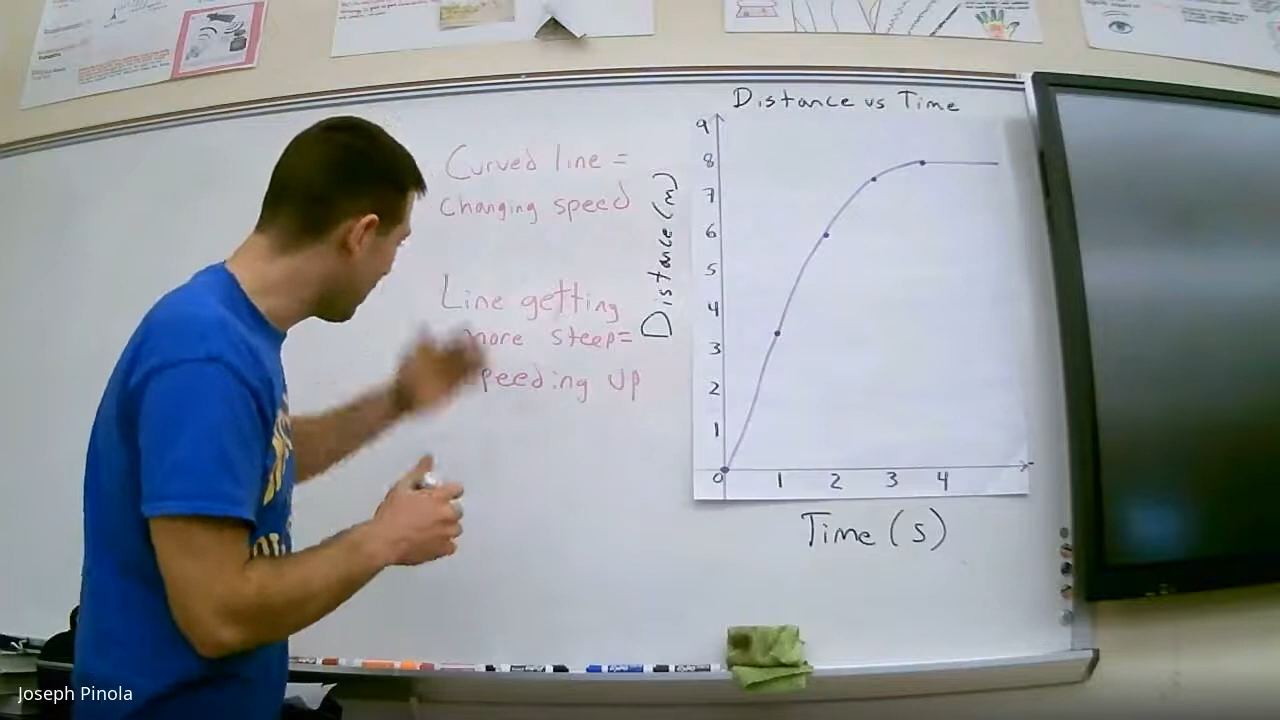 Distance vs Time
Curved line =
changing speed
Line getting
more steep=
speeding up
Distance (m)
9
8
7
6
5
4
3
2
1
0
1 2 3 4
Time (s)
Joseph Pinola